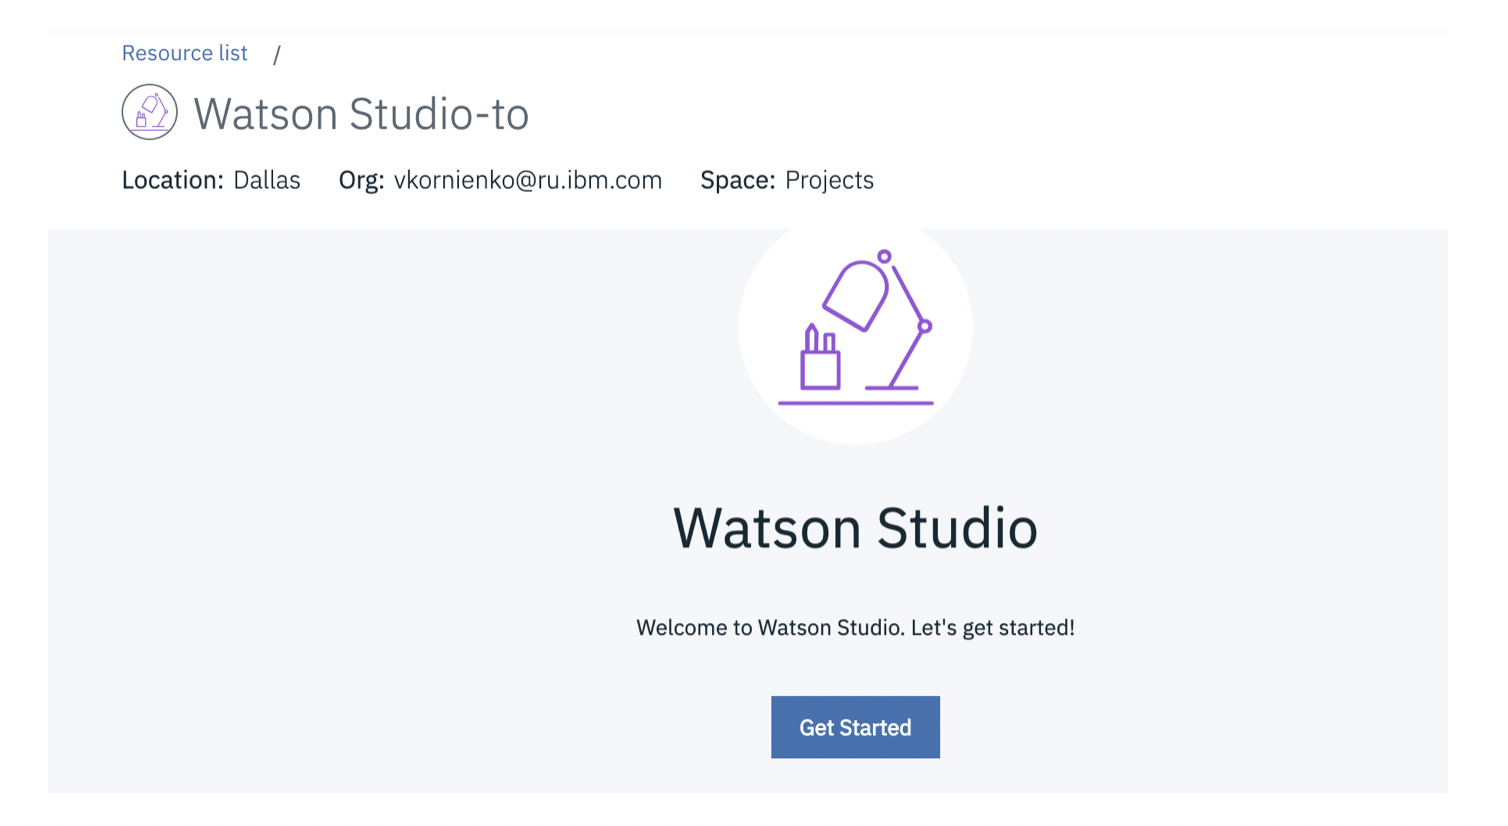 Resource list /
Watson Studio-to
Location: Dallas Org: vkornienko@ru.ibm.com Space: Projects
Watson Studio
Welcome to Watson Studio. Let's get started!
Get Started